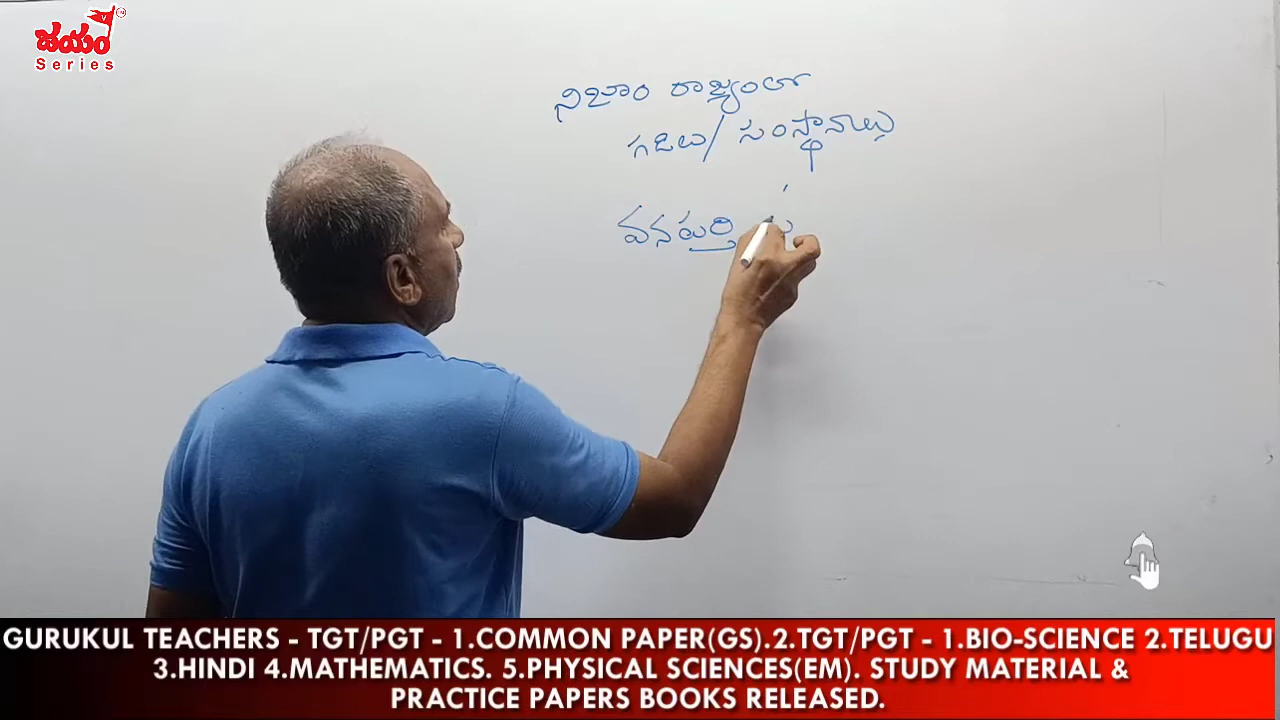 జయం
Series
నిజాం రాజ్యంలో
గడిలు/ సంస్థానాలు
వనపర్తి
GURUKUL TEACHERS - TGT/PGT - 1.COMMON PAPER(GS).2.TGT/PGT - 1.BIO-SCIENCE 2.TELUGU
3.HINDI 4.MATHEMATICS. 5.PHYSICAL SCIENCES(EM). STUDY MATERIAL &
PRACTICE PAPERS BOOKS RELEASED.